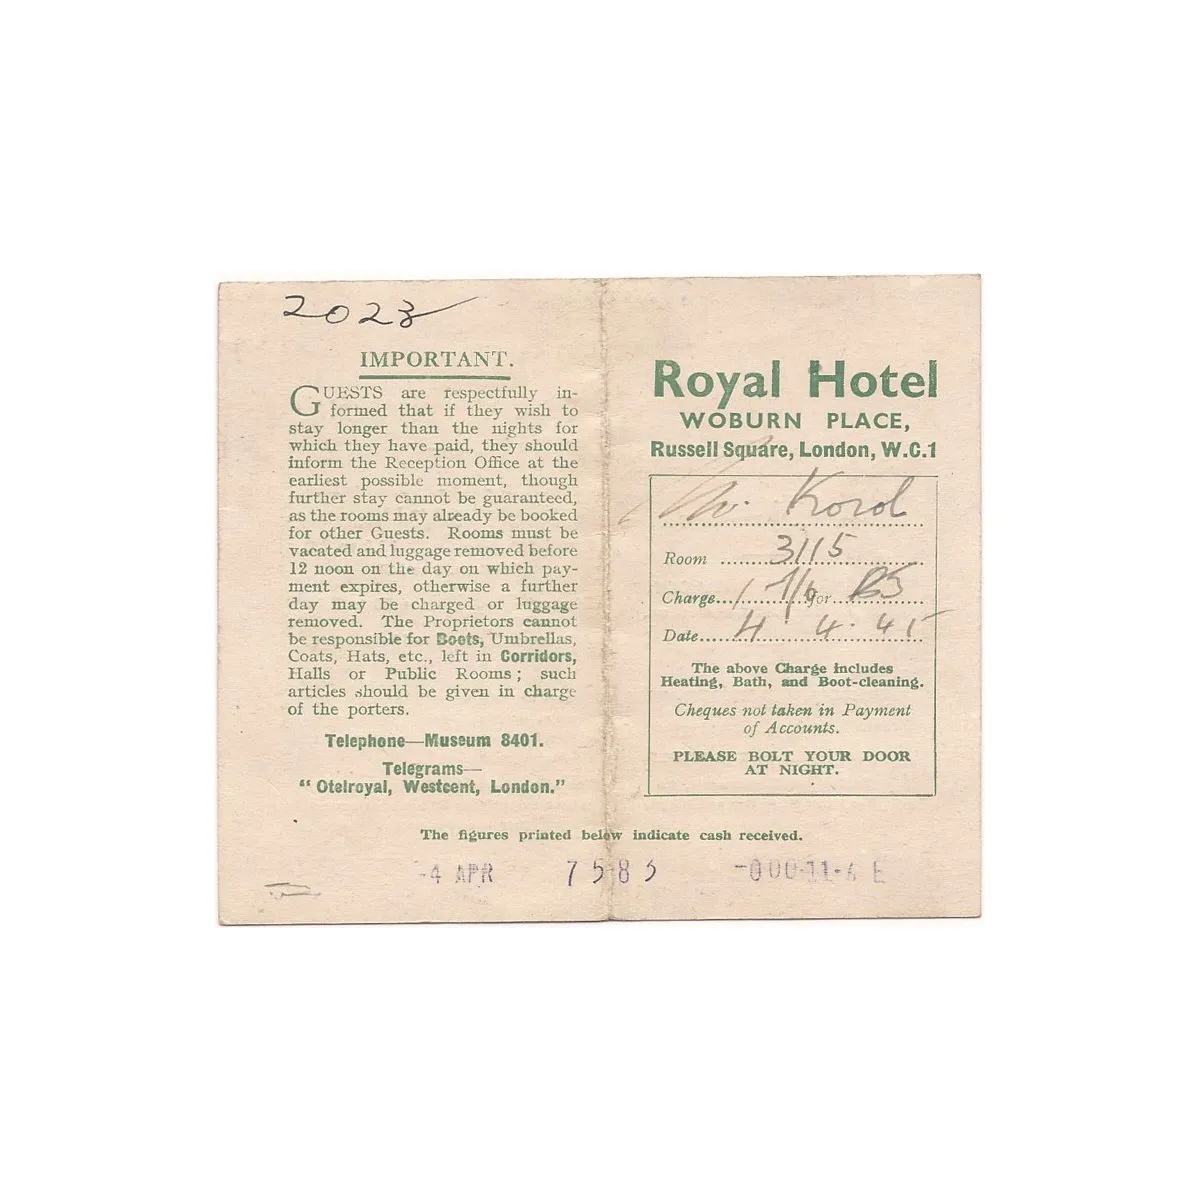 2023
IMPORTANT.
GUESTS are respectfully in-
formed that if they wish to
stay longer than the nights for
which they have paid, they should
inform the Reception Office at the
earliest possible moment, though
further stay cannot be guaranteed,
as the rooms may already be booked
for other Guests. Rooms must be
vacated and luggage removed before
12 noon on the day on which pay-
ment expires, otherwise a further
day may be charged or luggage
removed. The Proprietors cannot
be responsible for Boots, Umbrellas,
Coats, Hats, etc., left in Corridors,
Halls or Public Rooms; such
articles should be given in charge
of the porters.
Telephone—Museum 8401.
Telegrams—
"Otelroyal, Westcent, London."
Royal Hotel
WOBURN PLACE,
Russell Square, London, W.C.1
Korol
Room 3115
Charge for
Date 4.4.45
The above Charge includes
Heating, Bath, and Boot-cleaning.
Cheques not taken in Payment
of Accounts.
PLEASE BOLT YOUR DOOR
AT NIGHT.
The figures printed below indicate cash received.
-4 APR 7583